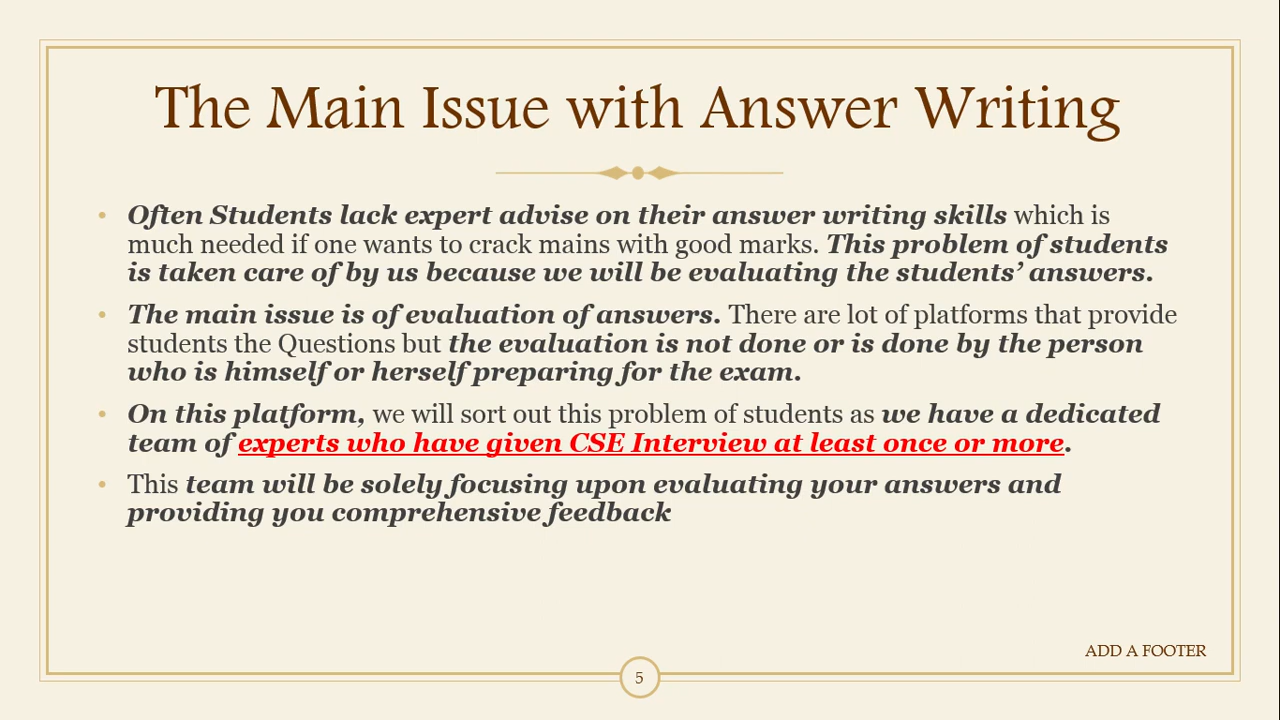 The Main Issue with Answer Writing
• Often Students lack expert advise on their answer writing skills which is
much needed if one wants to crack mains with good marks. This problem of students
is taken care of by us because we will be evaluating the students’ answers.
• The main issue is of evaluation of answers. There are lot of platforms that provide
students the Questions but the evaluation is not done or is done by the person
who is himself or herself preparing for the exam.
• On this platform, we will sort out this problem of students as we have a dedicated
team of experts who have given CSE Interview at least once or more.
• This team will be solely focusing upon evaluating your answers and
providing you comprehensive feedback
ADD A FOOTER
5